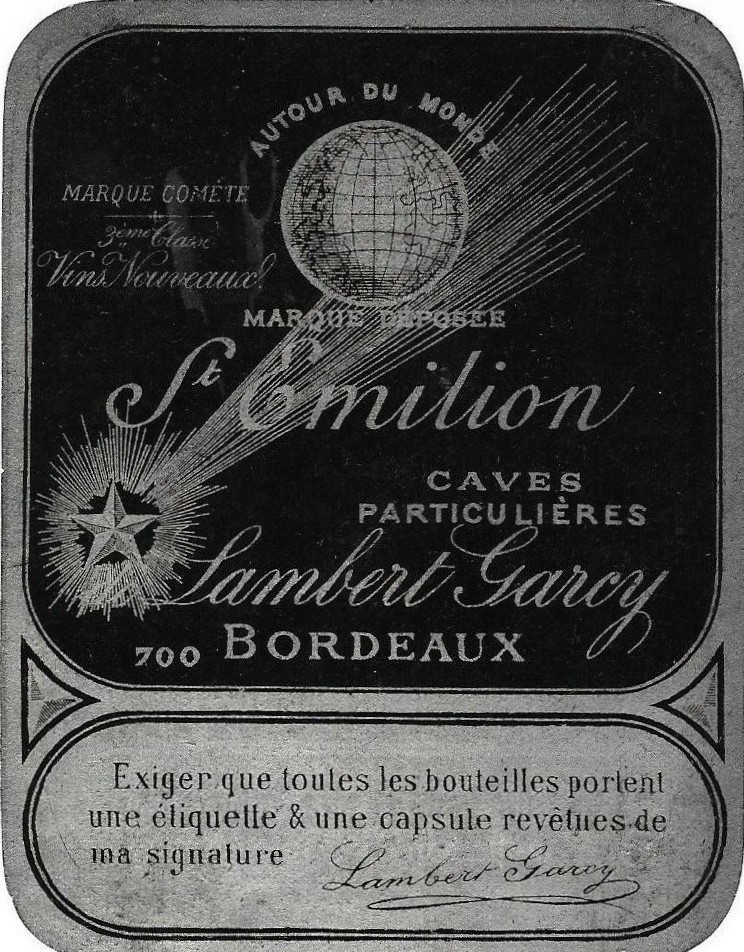 AUTOUR DU MONDE
MARQUE COMÈTE
3ème Classe
Vins Nouveaux
MARQUE DÉPOSÉE
St Émilion
CAVES
PARTICULIÈRES
Lambert Garcy
700 BORDEAUX
Exiger que toutes les bouteilles portent
une étiquette & une capsule revêtues de
ma signature
Lambert Garcy